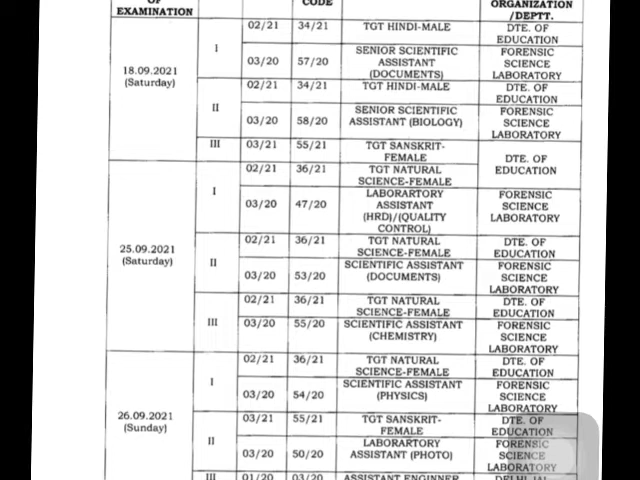 OF
EXAMINATION
CODE
ORGANIZATION
/DEPTT.
18.09.2021
(Saturday)
I
02/21 34/21 TGT HINDI-MALE DTE. OF
EDUCATION
03/20 57/20 SENIOR SCIENTIFIC
ASSISTANT
(DOCUMENTS)
FORENSIC
SCIENCE
LABORATORY
II
02/21 34/21 TGT HINDI-MALE DTE. OF
EDUCATION
03/20 58/20 SENIOR SCIENTIFIC
ASSISTANT (BIOLOGY)
FORENSIC
SCIENCE
LABORATORY
III 03/21 55/21 TGT SANSKRIT-
FEMALE
DTE. OF
EDUCATION
25.09.2021
(Saturday)
I
02/21 36/21 TGT NATURAL
SCIENCE-FEMALE
03/20 47/20 LABORARTORY
ASSISTANT
(HRD)/(QUALITY
CONTROL)
FORENSIC
SCIENCE
LABORATORY
II
02/21 36/21 TGT NATURAL
SCIENCE-FEMALE
DTE. OF
EDUCATION
03/20 53/20 SCIENTIFIC ASSISTANT
(DOCUMENTS)
FORENSIC
SCIENCE
LABORATORY
III
02/21 36/21 TGT NATURAL
SCIENCE-FEMALE
DTE. OF
EDUCATION
03/20 55/20 SCIENTIFIC ASSISTANT
(CHEMISTRY)
FORENSIC
SCIENCE
LABORATORY
26.09.2021
(Sunday)
I
02/21 36/21 TGT NATURAL
SCIENCE-FEMALE
DTE. OF
EDUCATION
03/20 54/20 SCIENTIFIC ASSISTANT
(PHYSICS)
FORENSIC
SCIENCE
LABORATORY
II
03/21 55/21 TGT SANSKRIT-
FEMALE
DTE. OF
EDUCATION
03/20 50/20 LABORARTORY
ASSISTANT (PHOTO)
FORENSIC
SCIENCE
LABORATORY
III 01/20 03/20 ASSISTANT ENGINNER DELHI JAL